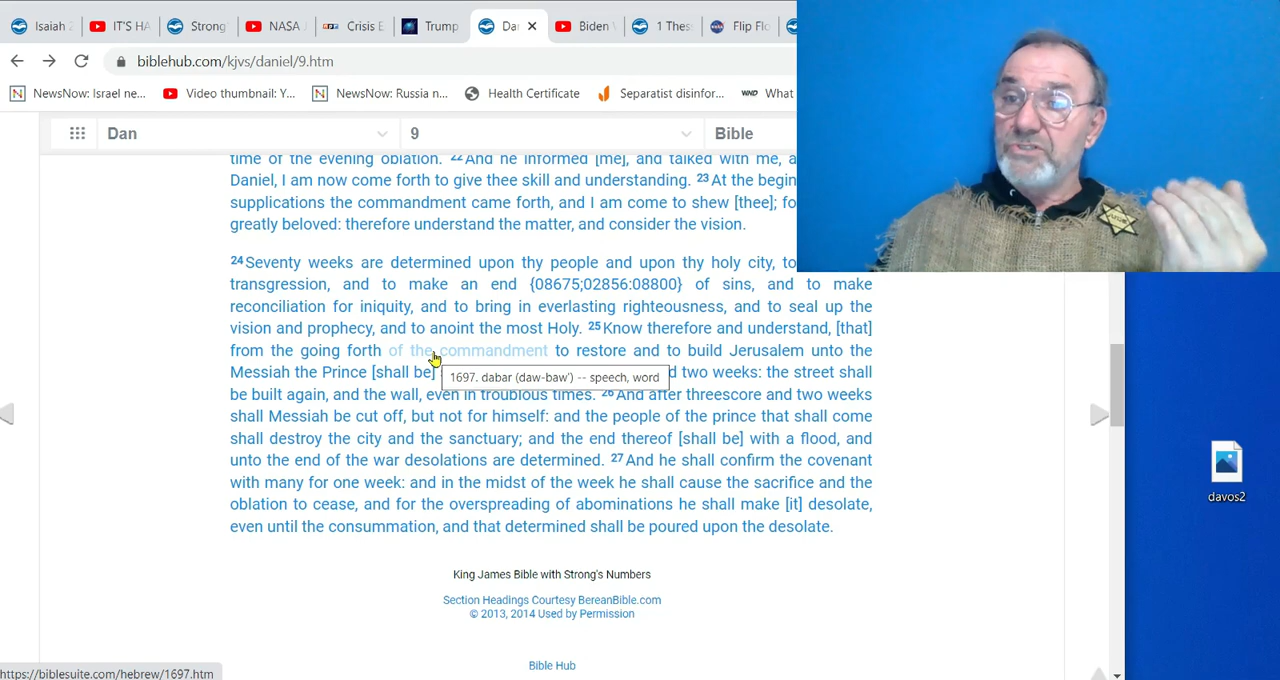 Isaiah 2
IT'S HA
Strong
NASA
Crisis E
Trump
Da
Biden
1 Thes
Flip Flo
biblehub.com/kjvs/daniel/9.htm
NewsNow: Israel ne...
Video thumbnail: Y...
NewsNow: Russia n...
Health Certificate
Separatist disinfor...
WND What
Dan
9
Bible
time of the evening oblation. 22And he informed [me], and talked with me, a
Daniel, I am now come forth to give thee skill and understanding. 23At the begin
supplications the commandment came forth, and I am come to shew [thee]; fo
greatly beloved: therefore understand the matter, and consider the vision.
24Seventy weeks are determined upon thy people and upon thy holy city, to
transgression, and to make an end {08675;02856:08800} of sins, and to make
reconciliation for iniquity, and to bring in everlasting righteousness, and to seal up the
vision and prophecy, and to anoint the most Holy. 25Know therefore and understand, [that]
from the going forth of the commandment to restore and to build Jerusalem unto the
Messiah the Prince [shall be] d two weeks: the street shall
1697. dabar (daw-baw') -- speech, word
be built again, and the wall, even in troublous times. 26And after threescore and two weeks
shall Messiah be cut off, but not for himself: and the people of the prince that shall come
shall destroy the city and the sanctuary; and the end thereof [shall be] with a flood, and
unto the end of the war desolations are determined. 27And he shall confirm the covenant
with many for one week: and in the midst of the week he shall cause the sacrifice and the
oblation to cease, and for the overspreading of abominations he shall make [it] desolate,
even until the consummation, and that determined shall be poured upon the desolate.
davos2
King James Bible with Strong's Numbers
Section Headings Courtesy BereanBible.com
© 2013, 2014 Used by Permission
Bible Hub
https://biblesuite.com/hebrew/1697.htm